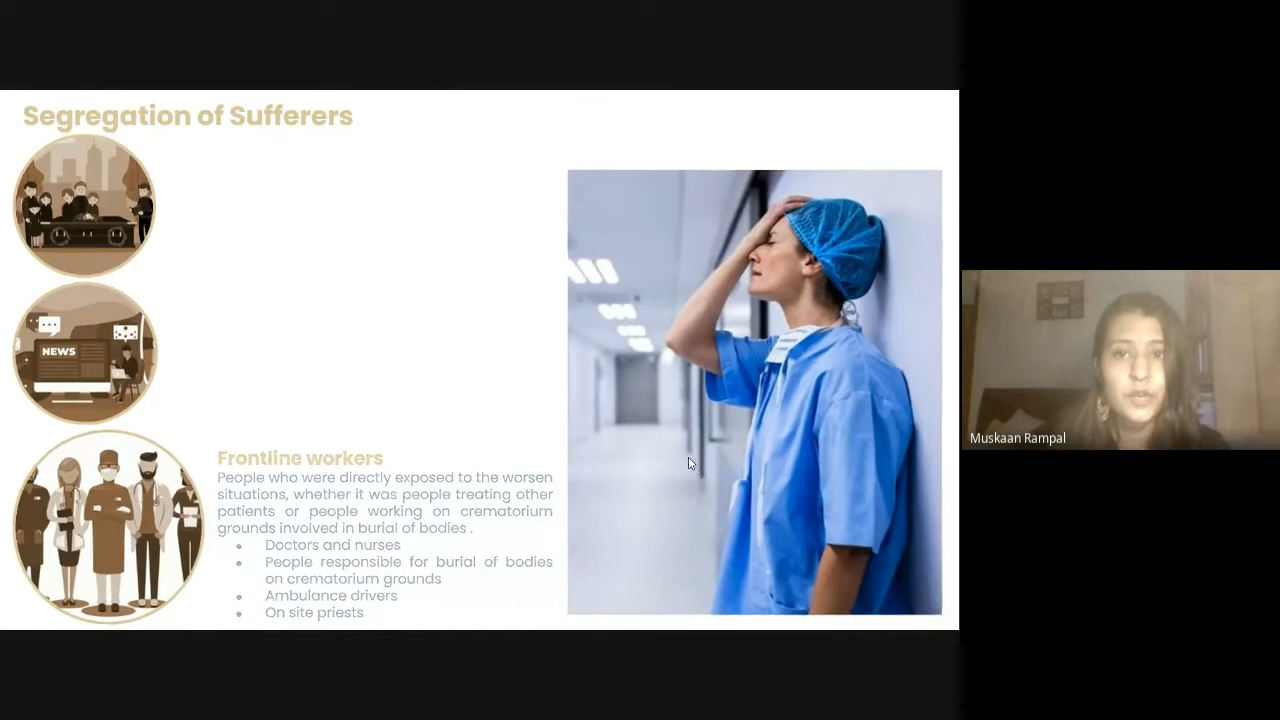 Segregation of Sufferers
NEWS
Frontline workers
People who were directly exposed to the worsen
situations, whether it was people treating other
patients or people working on crematorium
grounds involved in burial of bodies .
• Doctors and nurses
• People responsible for burial of bodies
on crematorium grounds
• Ambulance drivers
• On site priests
Muskaan Rampal